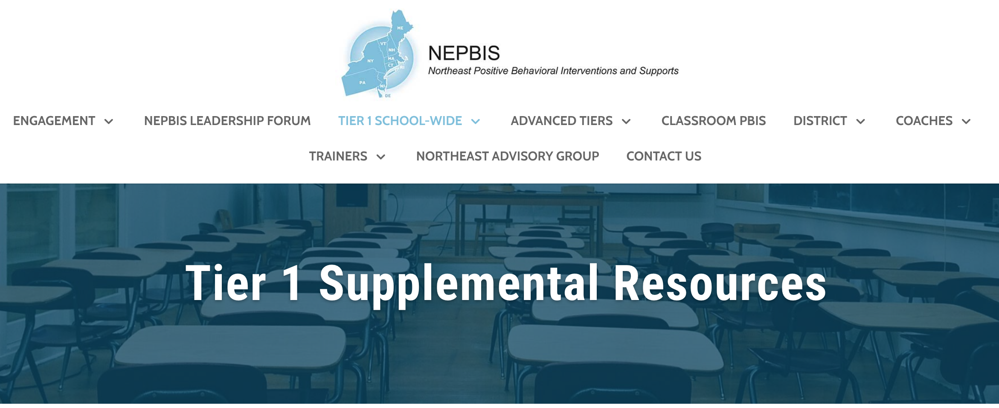 ME
VT
NH
NY
MA
CT
RI
PA
NJ
DE
NEPBIS
Northeast Positive Behavioral Interventions and Supports
ENGAGEMENT NEPBIS LEADERSHIP FORUM TIER 1 SCHOOL-WIDE ADVANCED TIERS CLASSROOM PBIS DISTRICT COACHES
TRAINERS NORTHEAST ADVISORY GROUP CONTACT US
Tier 1 Supplemental Resources